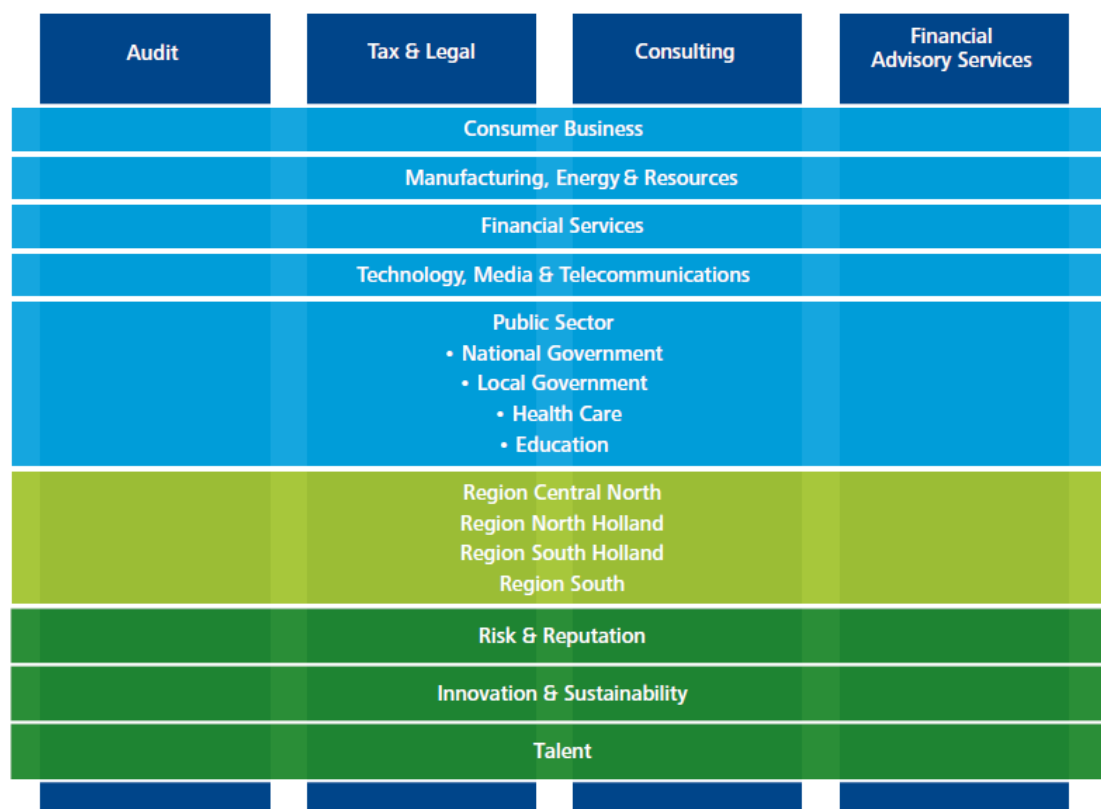 Audit
Tax & Legal
Consulting
Financial
Advisory Services
Consumer Business
Manufacturing, Energy & Resources
Financial Services
Technology, Media & Telecommunications
Public Sector
• National Government
• Local Government
• Health Care
• Education
Region Central North
Region North Holland
Region South Holland
Region South
Risk & Reputation
Innovation & Sustainability
Talent